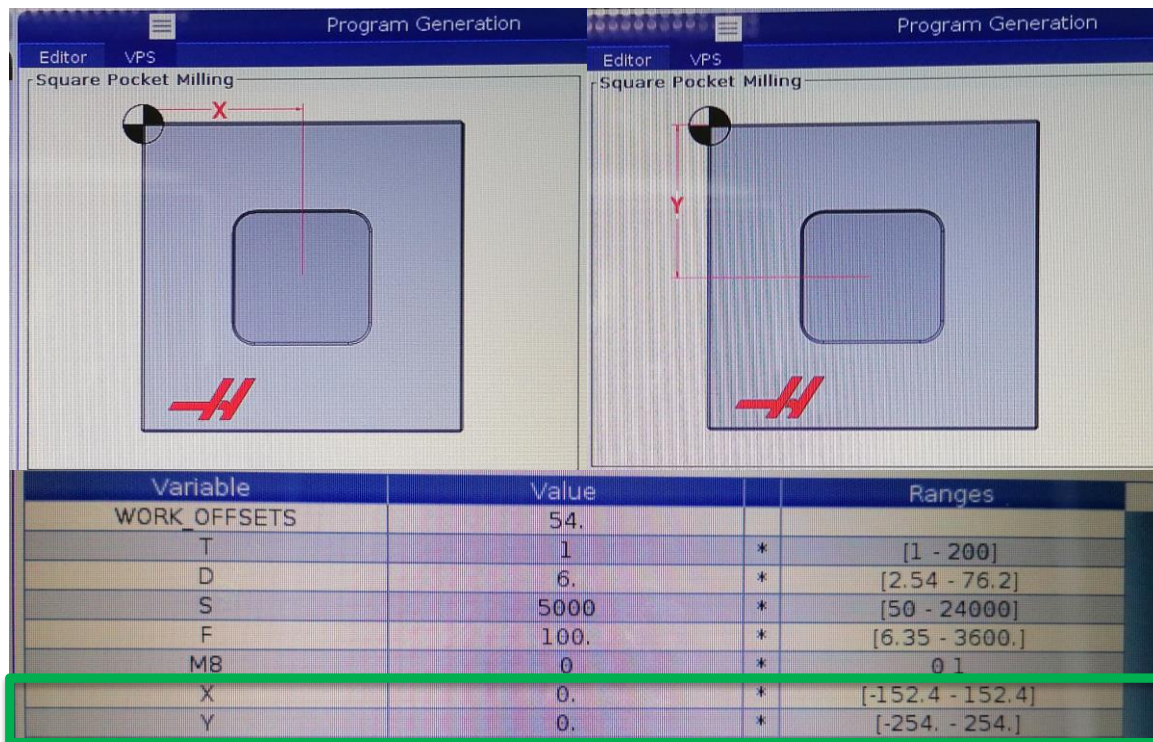 Program Generation
Editor VPS
Square Pocket Milling
X
Program Generation
Editor VPS
Square Pocket Milling
Y
Variable Value Ranges
WORK_OFFSETS 54.
T 1 * [1 - 200]
D 6. * [2.54 - 76.2]
S 5000 * [50 - 24000]
F 100. * [6.35 - 3600.]
M8 0 * 0 1
X 0. * [-152.4 - 152.4]
Y 0. * [-254. - 254.]